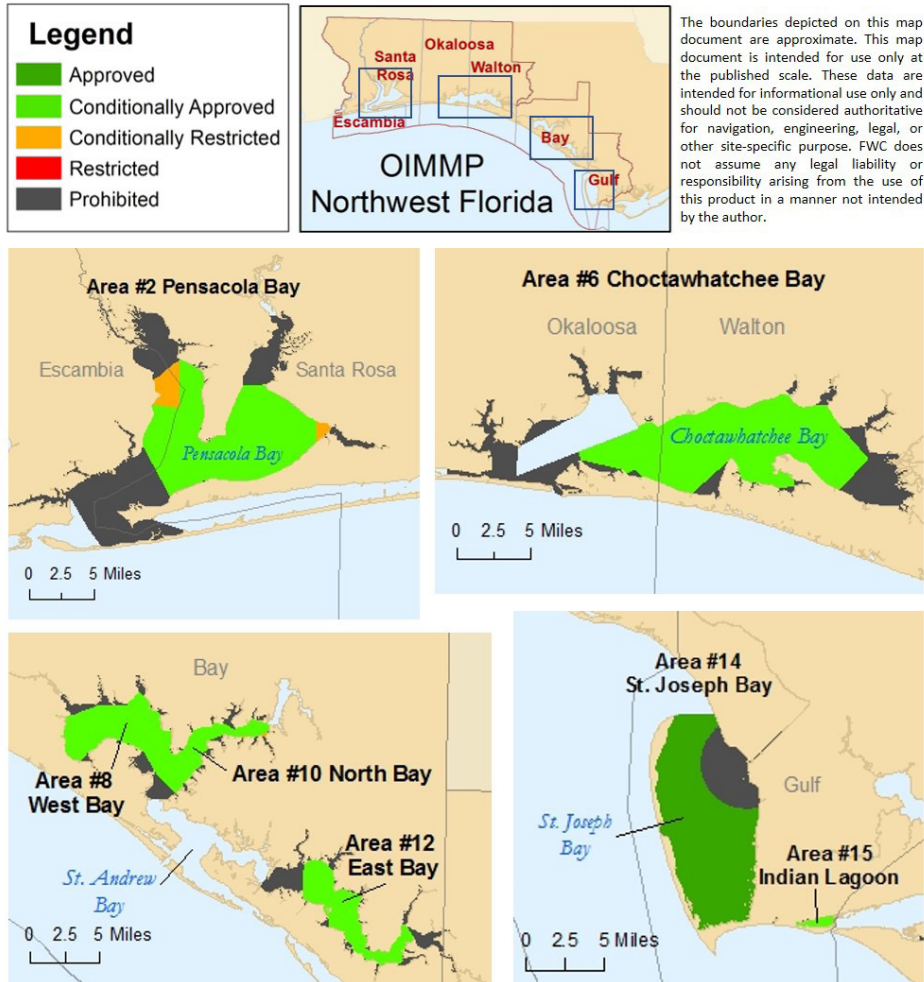 Legend
Approved
Conditionally Approved
Conditionally Restricted
Restricted
Prohibited
Okaloosa
Santa
Rosa
Walton
Escambia
Bay
Gulf
OIMMP
Northwest Florida
The boundaries depicted on this map
document are approximate. This map
document is intended for use only at
the published scale. These data are
intended for informational use only and
should not be considered authoritative
for navigation, engineering, legal, or
other site-specific purpose. FWC does
not assume any legal liability or
responsibility arising from the use of
this product in a manner not intended
by the author.
Area #2 Pensacola Bay
Escambia
Santa Rosa
Pensacola Bay
0 2.5 5 Miles
Area #6 Choctawhatchee Bay
Okaloosa
Walton
Choctawhatchee Bay
0 2.5 5 Miles
Bay
Area #8
West Bay
Area #10 North Bay
Area #12
East Bay
St. Andrew
Bay
0 2.5 5 Miles
Area #14
St. Joseph Bay
Gulf
St. Joseph
Bay
Area #15
Indian Lagoon
0 2.5 5 Miles